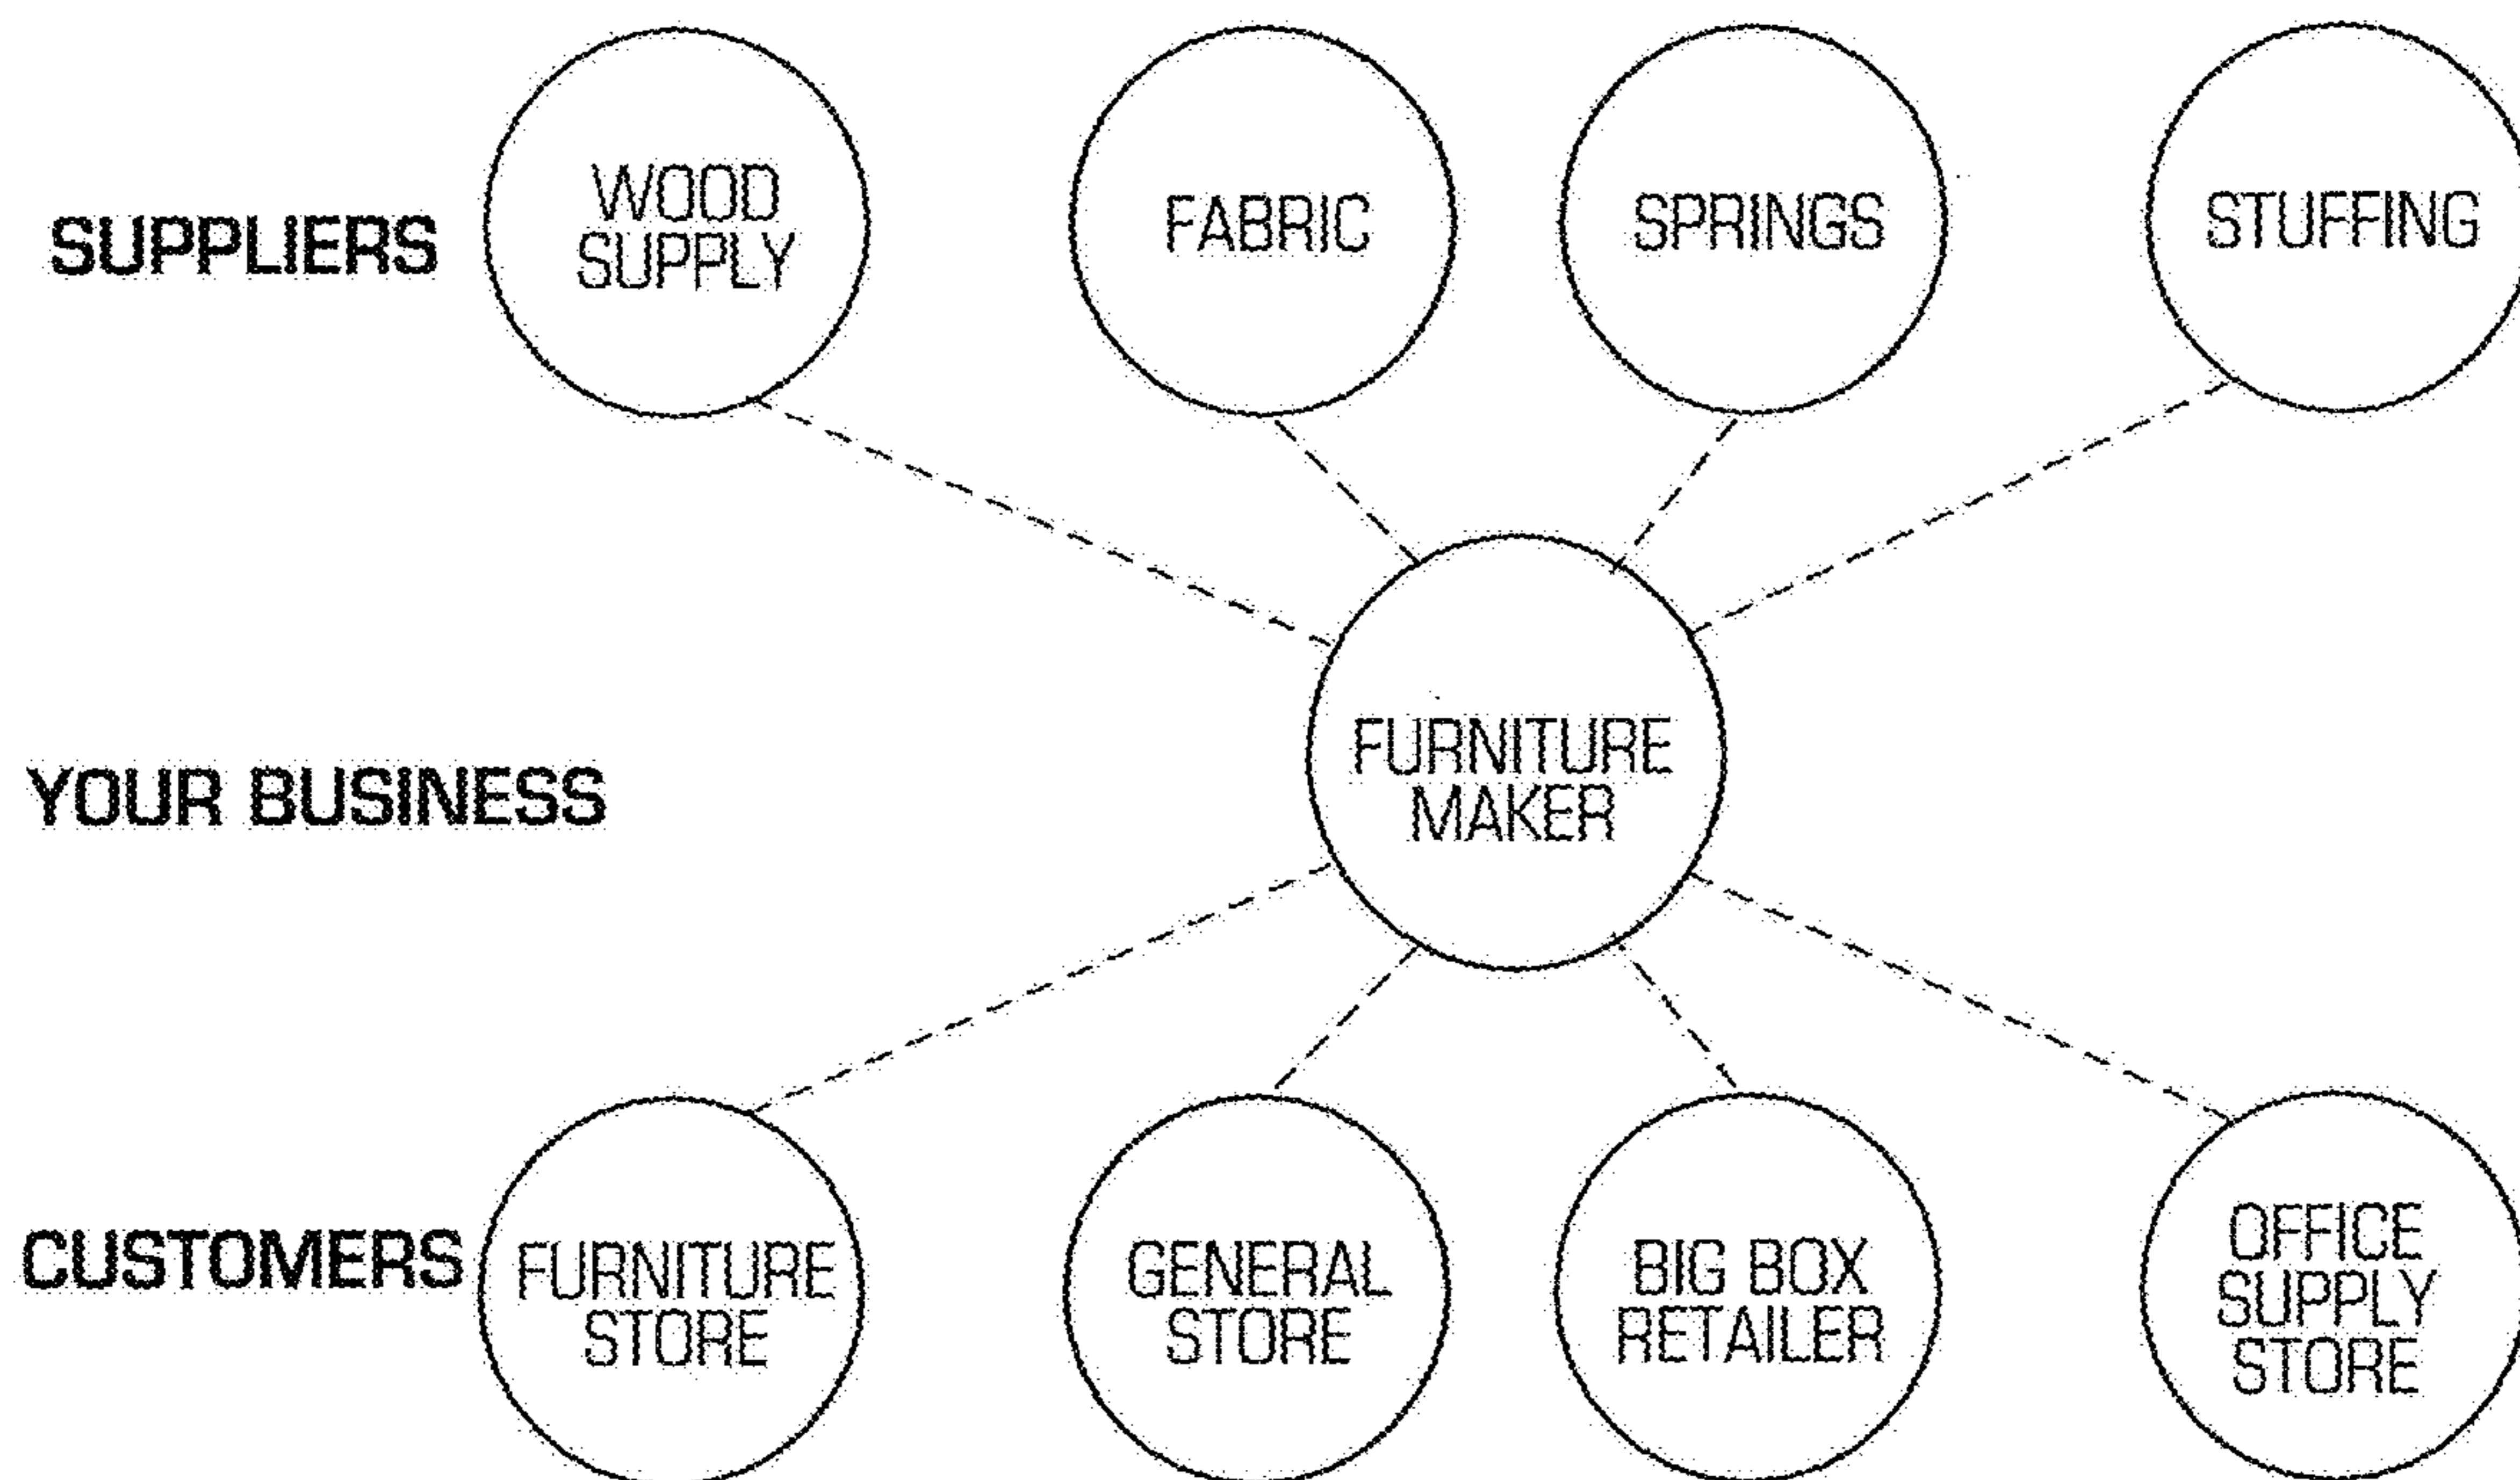 SUPPLIERS
WOOD
SUPPLY
FABRIC
SPRINGS
STUFFING
YOUR BUSINESS
FURNITURE
MAKER
CUSTOMERS
FURNITURE
STORE
GENERAL
STORE
BIG BOX
RETAILER
OFFICE
SUPPLY
STORE